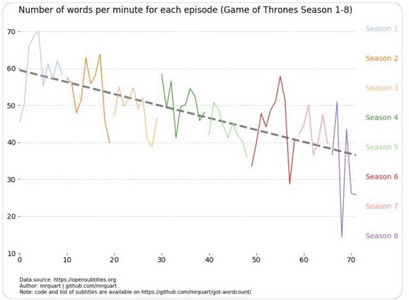 Number of words per minute for each episode (Game of Thrones Season 1-8)
70
60
50
40
30
20
10
0
10
20
30
40
50
60
70
Season 1
Season 2
Season 3
Season 4
Season 5
Season 6
Season 7
Season 8
Data source: https://opensubtitles.org
Author: mrquart | github.com/mrquart
Note: code and list of subtitles are available on https://github.com/mrquart/got-wordcount/